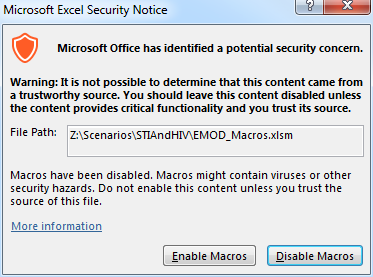 Microsoft Excel Security Notice
Microsoft Office has identified a potential security concern.
Warning: It is not possible to determine that this content came from
a trustworthy source. You should leave this content disabled unless
the content provides critical functionality and you trust its source.
File Path: Z:\Scenarios\STIAndHIV\EMOD_Macros.xlsm
Macros have been disabled. Macros might contain viruses or other
security hazards. Do not enable this content unless you trust the
source of this file.
More information
Enable Macros Disable Macros